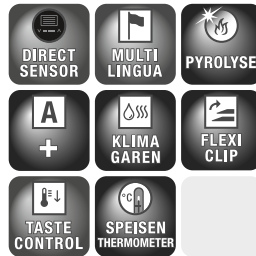 DIRECT
SENSOR
MULTI
LINGUA
PYROLYSE
A
+
KLIMA
GAREN
FLEXI
CLIP
TASTE
CONTROL
°C
SPEISEN
THERMOMETER